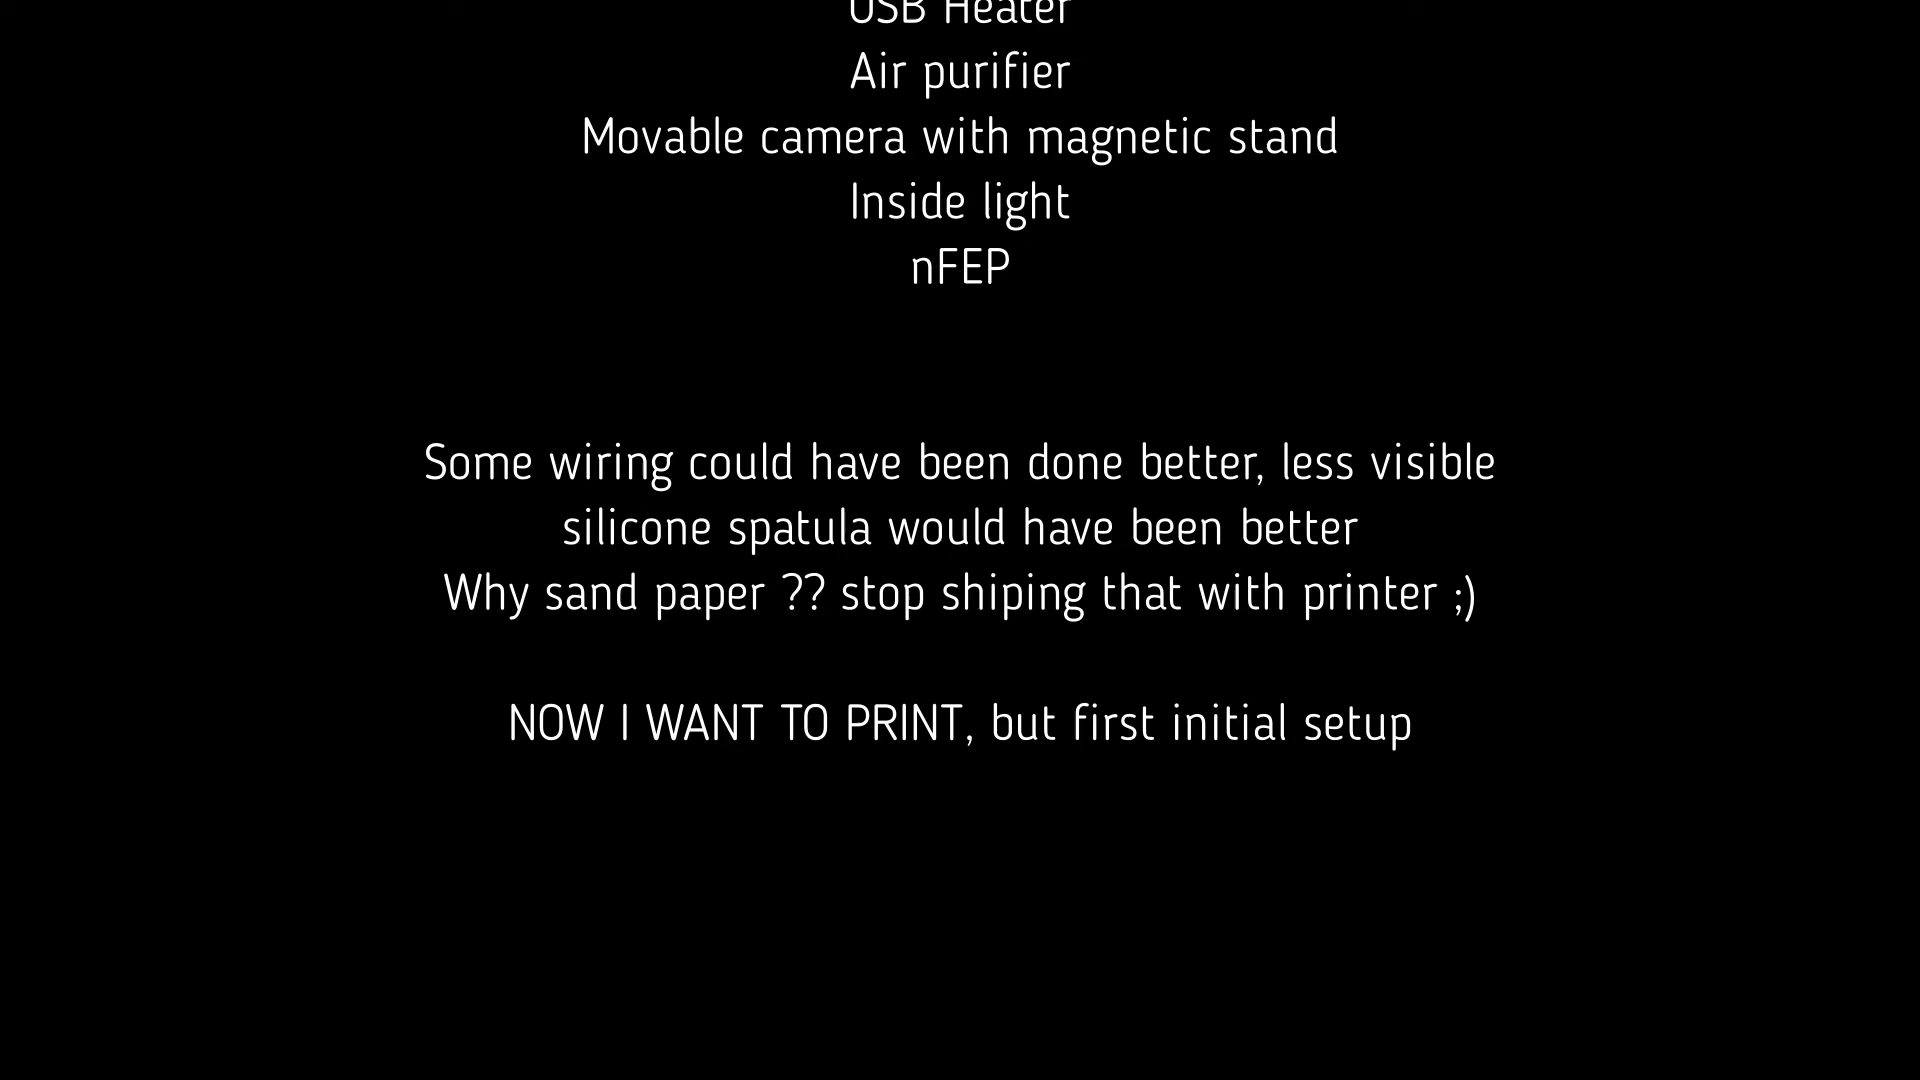 USB Heater
Air purifier
Movable camera with magnetic stand
Inside light
nFEP
Some wiring could have been done better, less visible
silicone spatula would have been better
Why sand paper ?? stop shiping that with printer ;)
NOW I WANT TO PRINT, but first initial setup